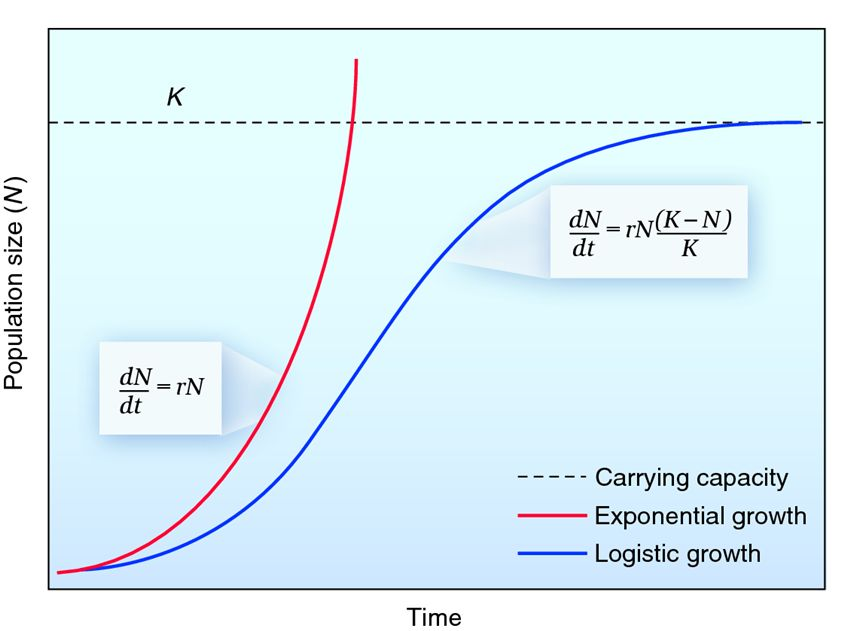 K
Population size (N)
dN/dt = rN (K – N)/K
dN/dt = rN
Carrying capacity
Exponential growth
Logistic growth
Time